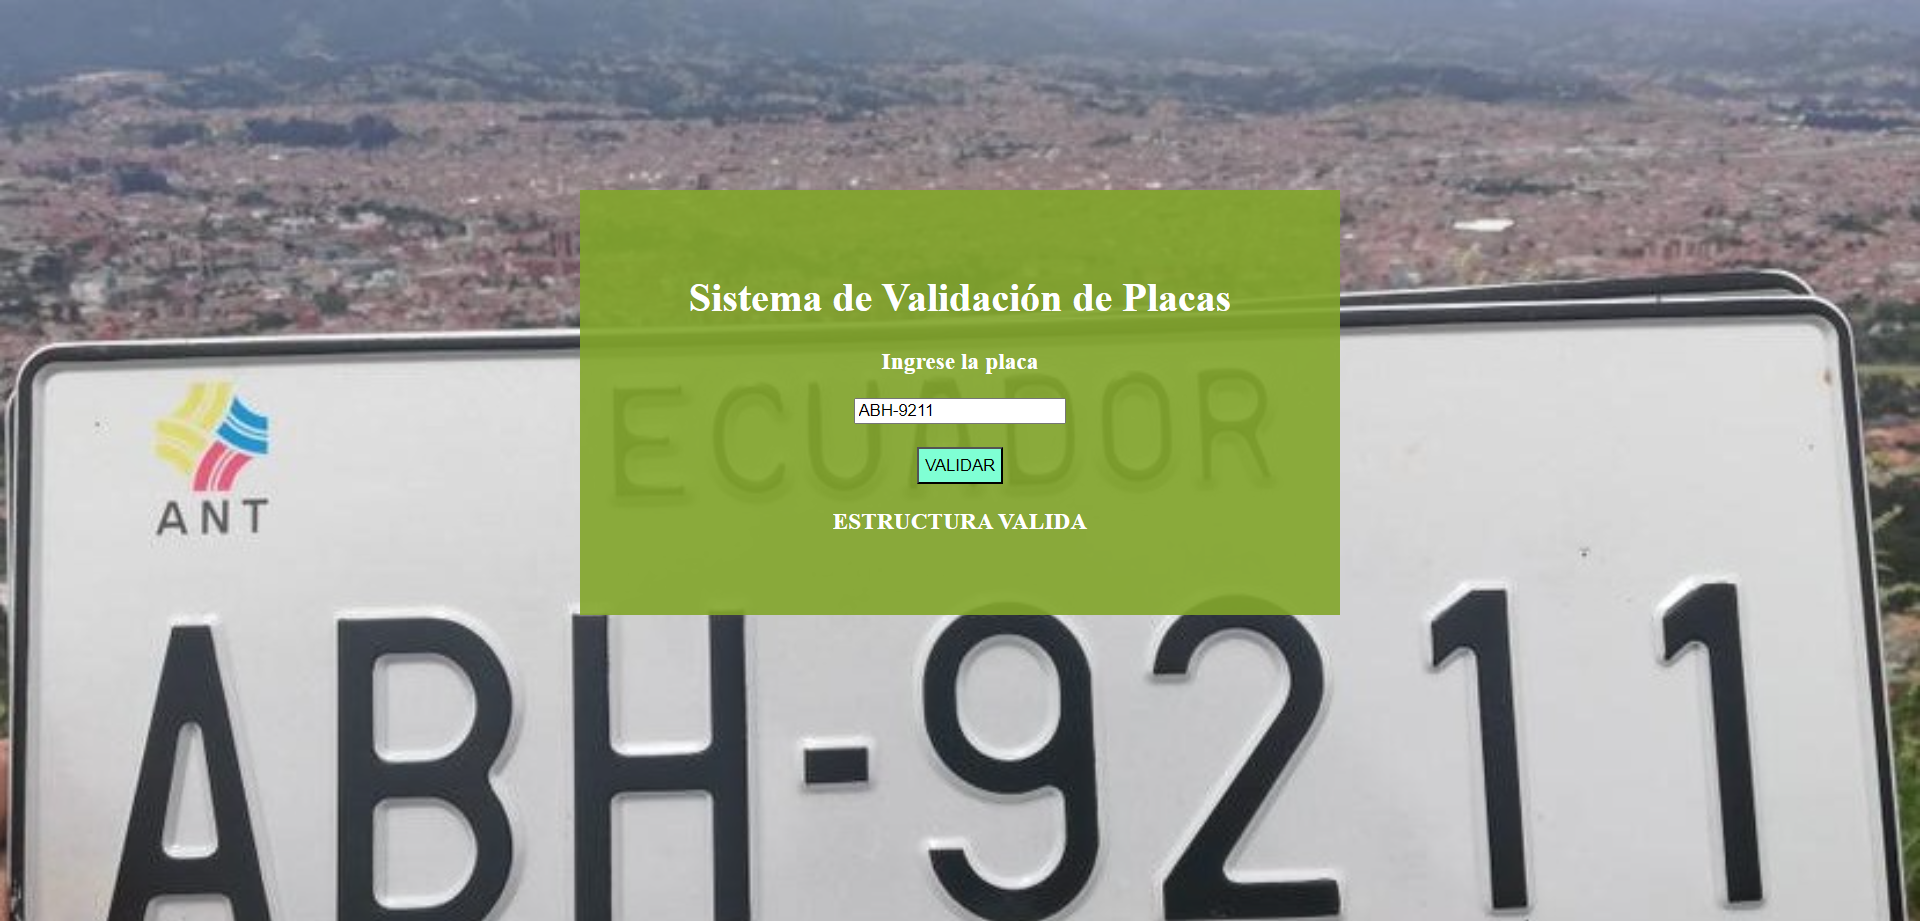 Sistema de Validación de Placas
Ingrese la placa
ABH-9211
VALIDAR
ESTRUCTURA VALIDA
ECUADOR
ANT
ABH-9211